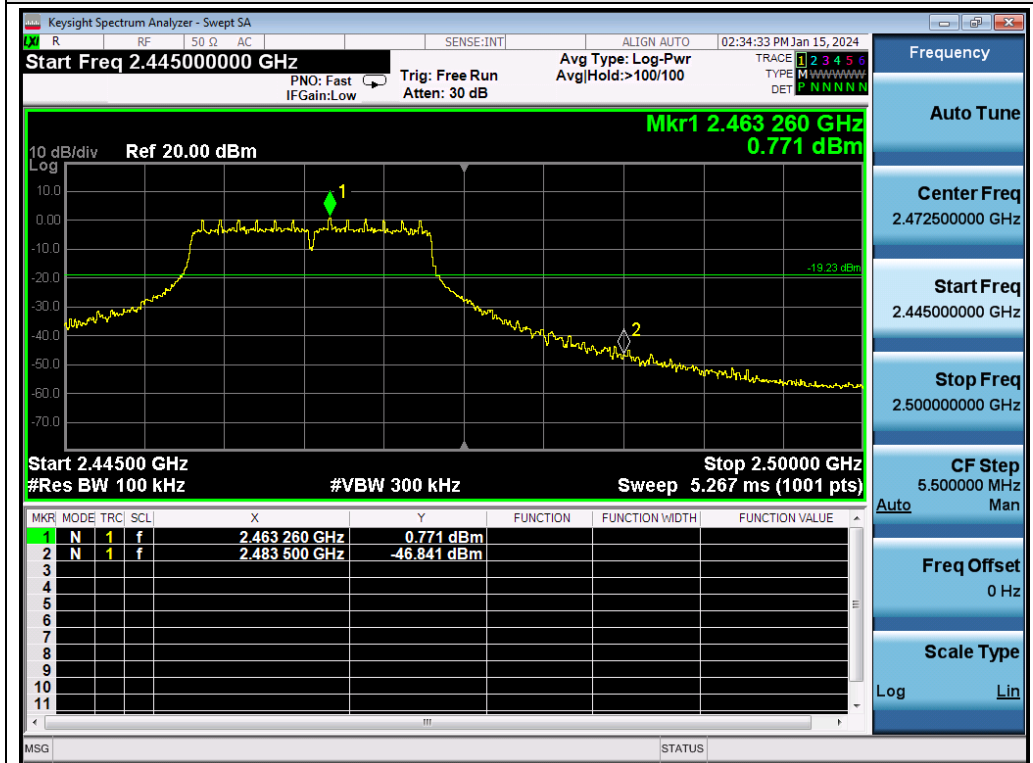 Keysight Spectrum Analyzer - Swept SA
LXI R RF 50 Ω AC SENSE:INT ALIGN AUTO 02:34:33 PM Jan 15, 2024
Start Freq 2.445000000 GHz
PNO: Fast
IFGain:Low
Trig: Free Run
Atten: 30 dB
Avg Type: Log-Pwr
Avg|Hold:>100/100
TRACE 1 2 3 4 5 6
TYPE M WWWWW
DET P N N N N N
Mkr1 2.463 260 GHz
0.771 dBm
10 dB/div Ref 20.00 dBm
Log
10.0
0.00
-10.0
-20.0
-30.0
-40.0
-50.0
-60.0
-70.0
1
-19.23 dBm
2
Start 2.44500 GHz Stop 2.50000 GHz
#Res BW 100 kHz #VBW 300 kHz Sweep 5.267 ms (1001 pts)
MKR MODE TRC SCL X Y FUNCTION FUNCTION WIDTH FUNCTION VALUE
1 N 1 f 2.463 260 GHz 0.771 dBm
2 N 1 f 2.483 500 GHz -46.841 dBm
3
4
5
6
7
8
9
10
11
MSG STATUS
Frequency
Auto Tune
Center Freq
2.472500000 GHz
Start Freq
2.445000000 GHz
Stop Freq
2.500000000 GHz
CF Step
5.500000 MHz
Auto Man
Freq Offset
0 Hz
Scale Type
Log Lin